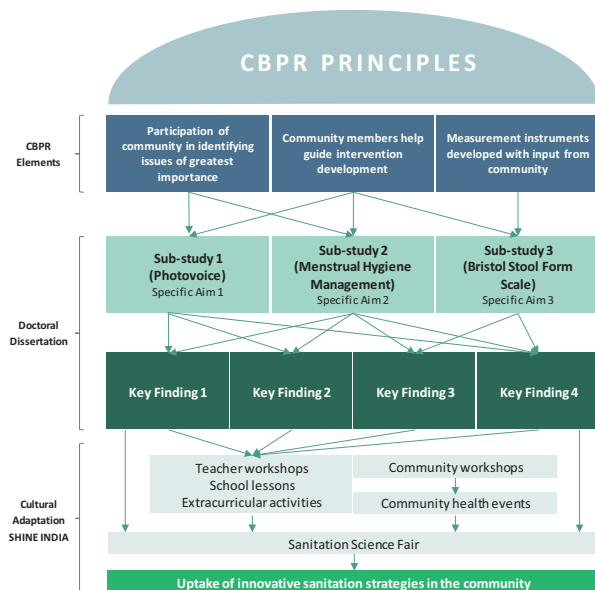 CBPR PRINCIPLES
CBPR
Elements
Participation of
community in identifying
issues of greatest
importance
Community members help
guide intervention
development
Measurement instruments
developed with input from
community
Doctoral
Dissertation
Sub-study 1
(Photovoice)
Specific Aim 1
Sub-study 2
(Menstrual Hygiene
Management)
Specific Aim 2
Sub-study 3
(Bristol Stool Form
Scale)
Specific Aim 3
Key Finding 1
Key Finding 2
Key Finding 3
Key Finding 4
Cultural
Adaptation
SHINE INDIA
Teacher workshops
School lessons
Extracurricular activities
Community workshops
Community health events
Sanitation Science Fair
Uptake of innovative sanitation strategies in the community